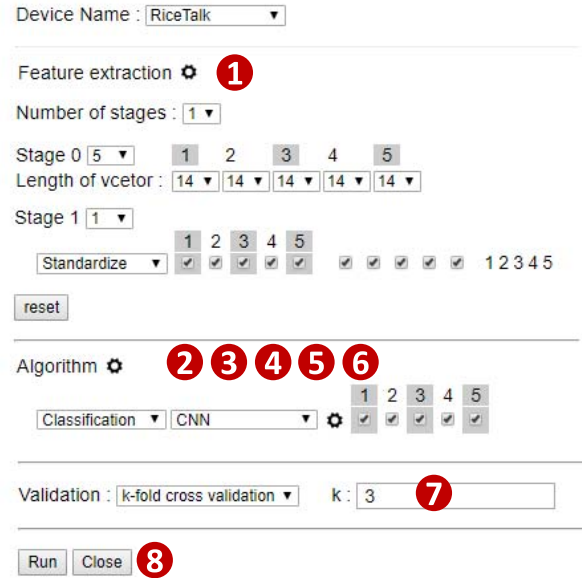 Device Name : RiceTalk
Feature extraction 1
Number of stages : 1
Stage 0 5 1 2 3 4 5
Length of vcetor : 14 14 14 14 14
Stage 1 1
1 2 3 4 5
Standardize 1 2 3 4 5
reset
Algorithm 2 3 4 5 6
1 2 3 4 5
Classification CNN
Validation : k-fold cross validation k : 3 7
Run Close 8